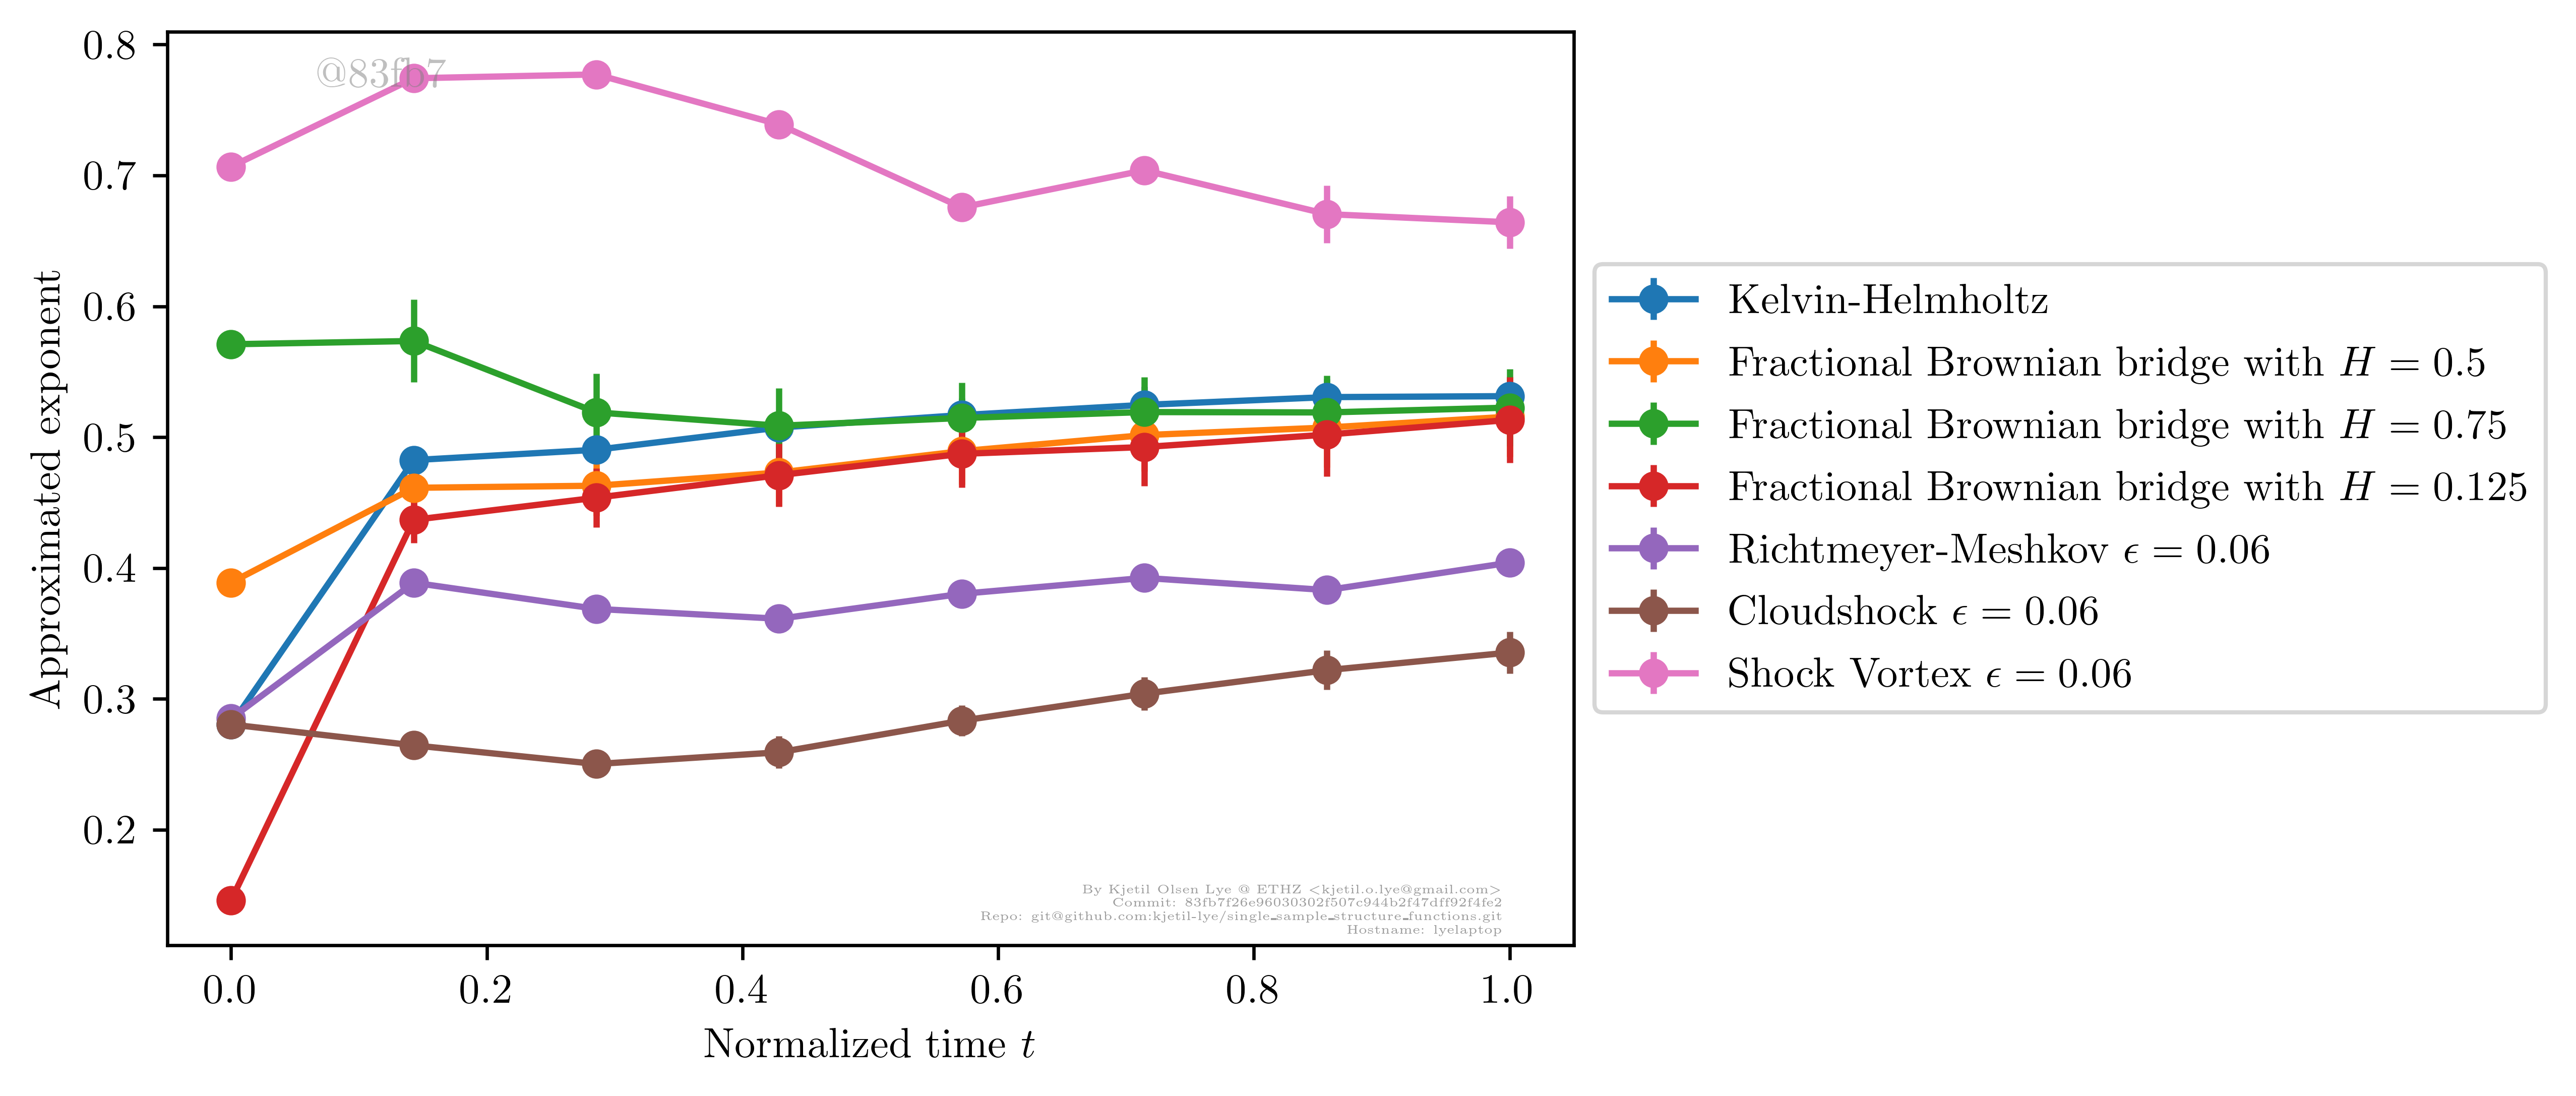 @83fb7
0.8
0.7
0.6
0.5
0.4
0.3
0.2
Approximated exponent
0.0
0.2
0.4
0.6
0.8
1.0
Normalized time t
By Kjetil Olsen Lye @ ETHZ <kjetil.o.lye@gmail.com>
Commit: 83fb7f26e96030302f507c944b2f47dff92f4fe2
Repo: git@github.com:kjetil-lye/single_sample_structure_functions.git
Hostname: lyelaptop
Kelvin-Helmholtz
Fractional Brownian bridge with H = 0.5
Fractional Brownian bridge with H = 0.75
Fractional Brownian bridge with H = 0.125
Richtmeyer-Meshkov ϵ = 0.06
Cloudshock ϵ = 0.06
Shock Vortex ϵ = 0.06